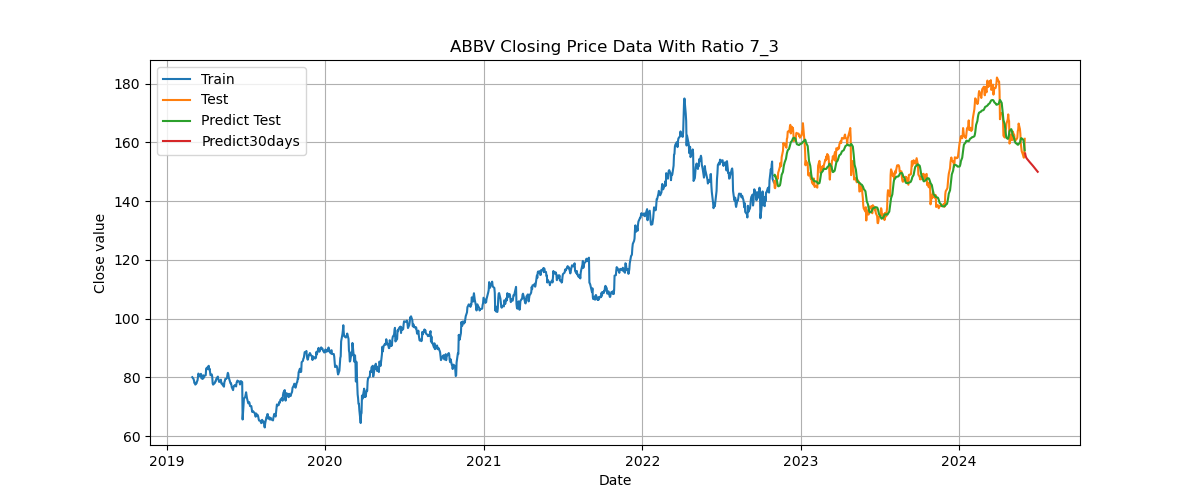 ABBV Closing Price Data With Ratio 7_3
Train
Test
Predict Test
Predict30days
Close value
180
160
140
120
100
80
60
2019
2020
2021
2022
2023
2024
Date